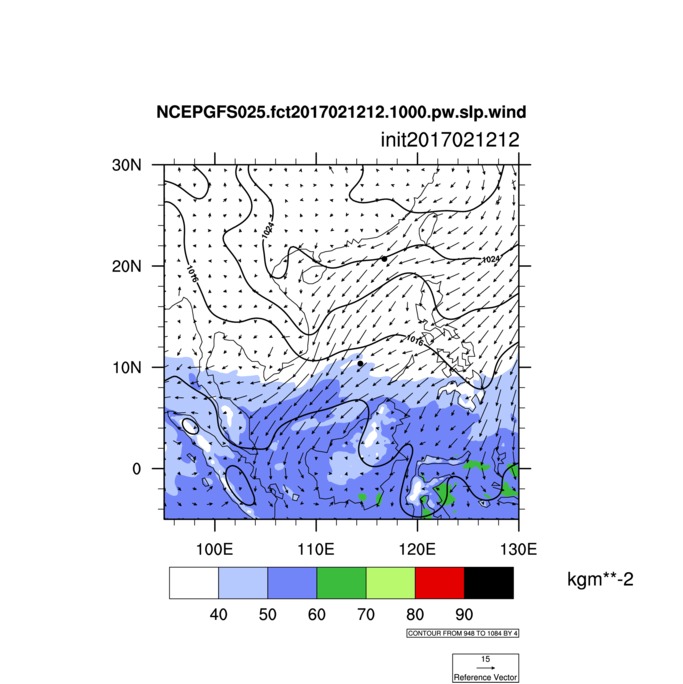 NCEPGFS025.fct2017021212.1000.pw.slp.wind
init2017021212
30N
20N
10N
0
1024
1016
1024
1016
100E 110E 120E 130E
kgm**-2
40 50 60 70 80 90
CONTOUR FROM 948 TO 1084 BY 4
15
Reference Vector